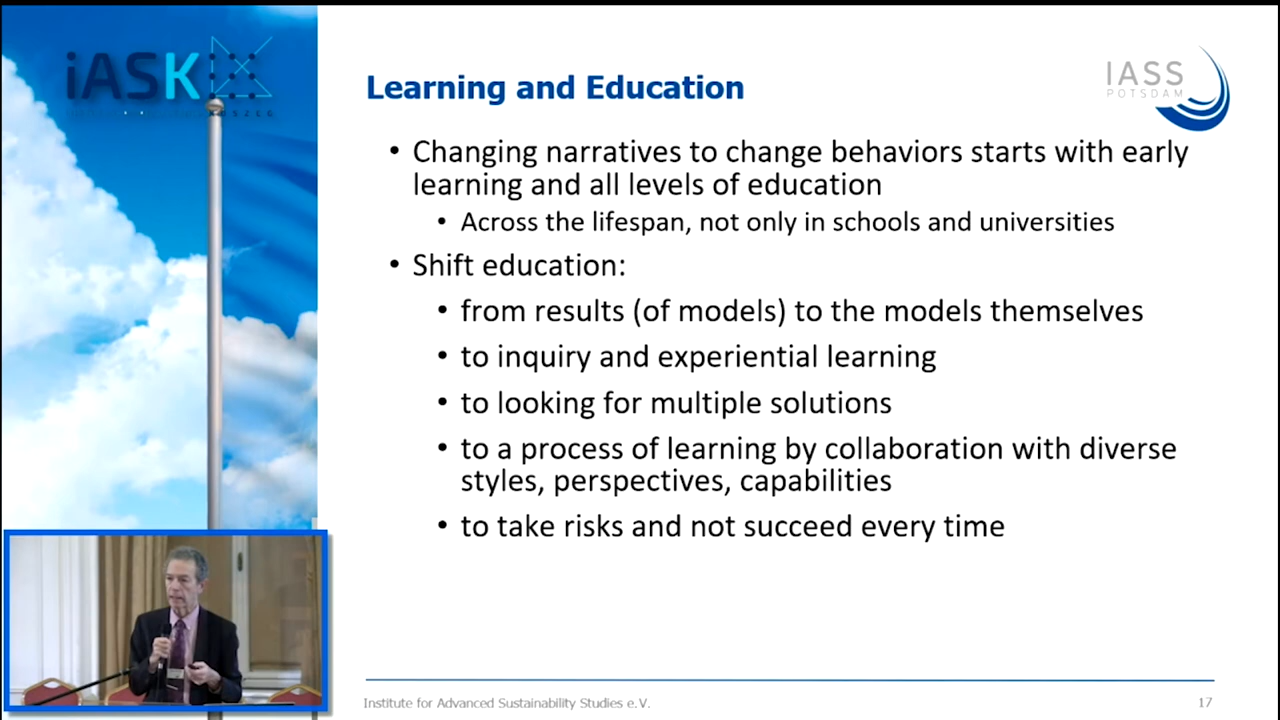 iASK
KOSZEG
Learning and Education
IASS
POTSDAM
• Changing narratives to change behaviors starts with early
learning and all levels of education
• Across the lifespan, not only in schools and universities
• Shift education:
• from results (of models) to the models themselves
• to inquiry and experiential learning
• to looking for multiple solutions
• to a process of learning by collaboration with diverse
styles, perspectives, capabilities
• to take risks and not succeed every time
Institute for Advanced Sustainability Studies e.V.
17